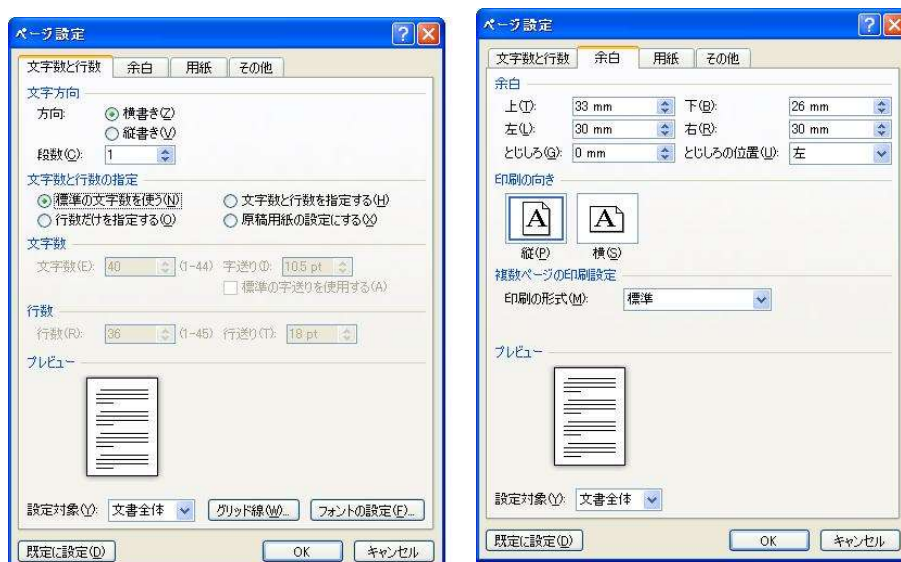 ページ設定
文字数と行数 余白 用紙 その他
文字方向
方向: 横書き(Z)
縦書き(V)
段数(C): 1
文字数と行数の指定
標準の文字数を使う(N) 文字数と行数を指定する(H)
行数だけを指定する(O) 原稿用紙の設定にする(X)
文字数
文字数(E): 40 (1-44) 字送り(I): 10.5 pt
標準の字送りを使用する(A)
行数
行数(R): 36 (1-45) 行送り(T): 18 pt
プレビュー
設定対象(Y): 文書全体 グリッド線(W)... フォントの設定(F)...
既定に設定(D) OK キャンセル
ページ設定
文字数と行数 余白 用紙 その他
余白
上(T): 33 mm 下(B): 26 mm
左(L): 30 mm 右(R): 30 mm
とじしろ(G): 0 mm とじしろの位置(U): 左
印刷の向き
A A
縦(P) 横(S)
複数ページの印刷設定
印刷の形式(M): 標準
プレビュー
設定対象(Y): 文書全体
既定に設定(D) OK キャンセル